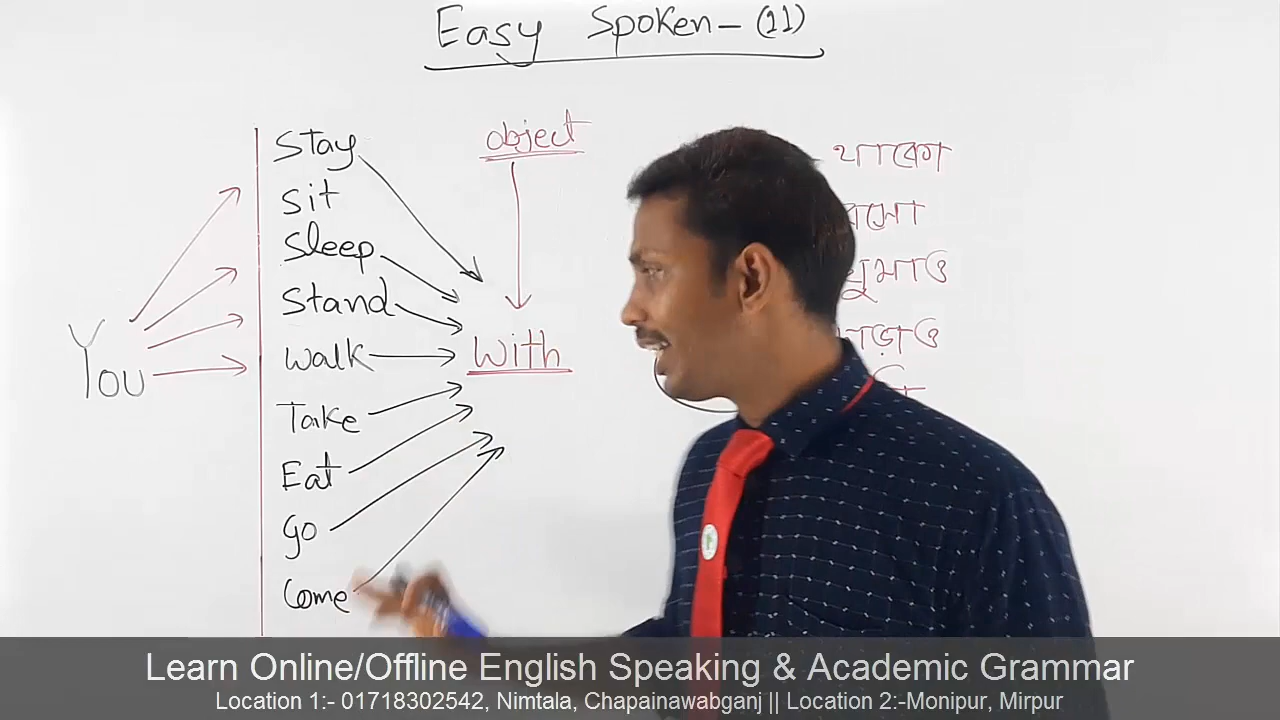 Easy Spoken - (11)
object
Stay
থাকো
Sit
Sleep
ঘুমাও
Stand
Walk
With
You
Take
Eat
go
Come
Learn Online/Offline English Speaking & Academic Grammar
Location 1:- 01718302542, Nimtala, Chapainawabganj || Location 2:-Monipur, Mirpur